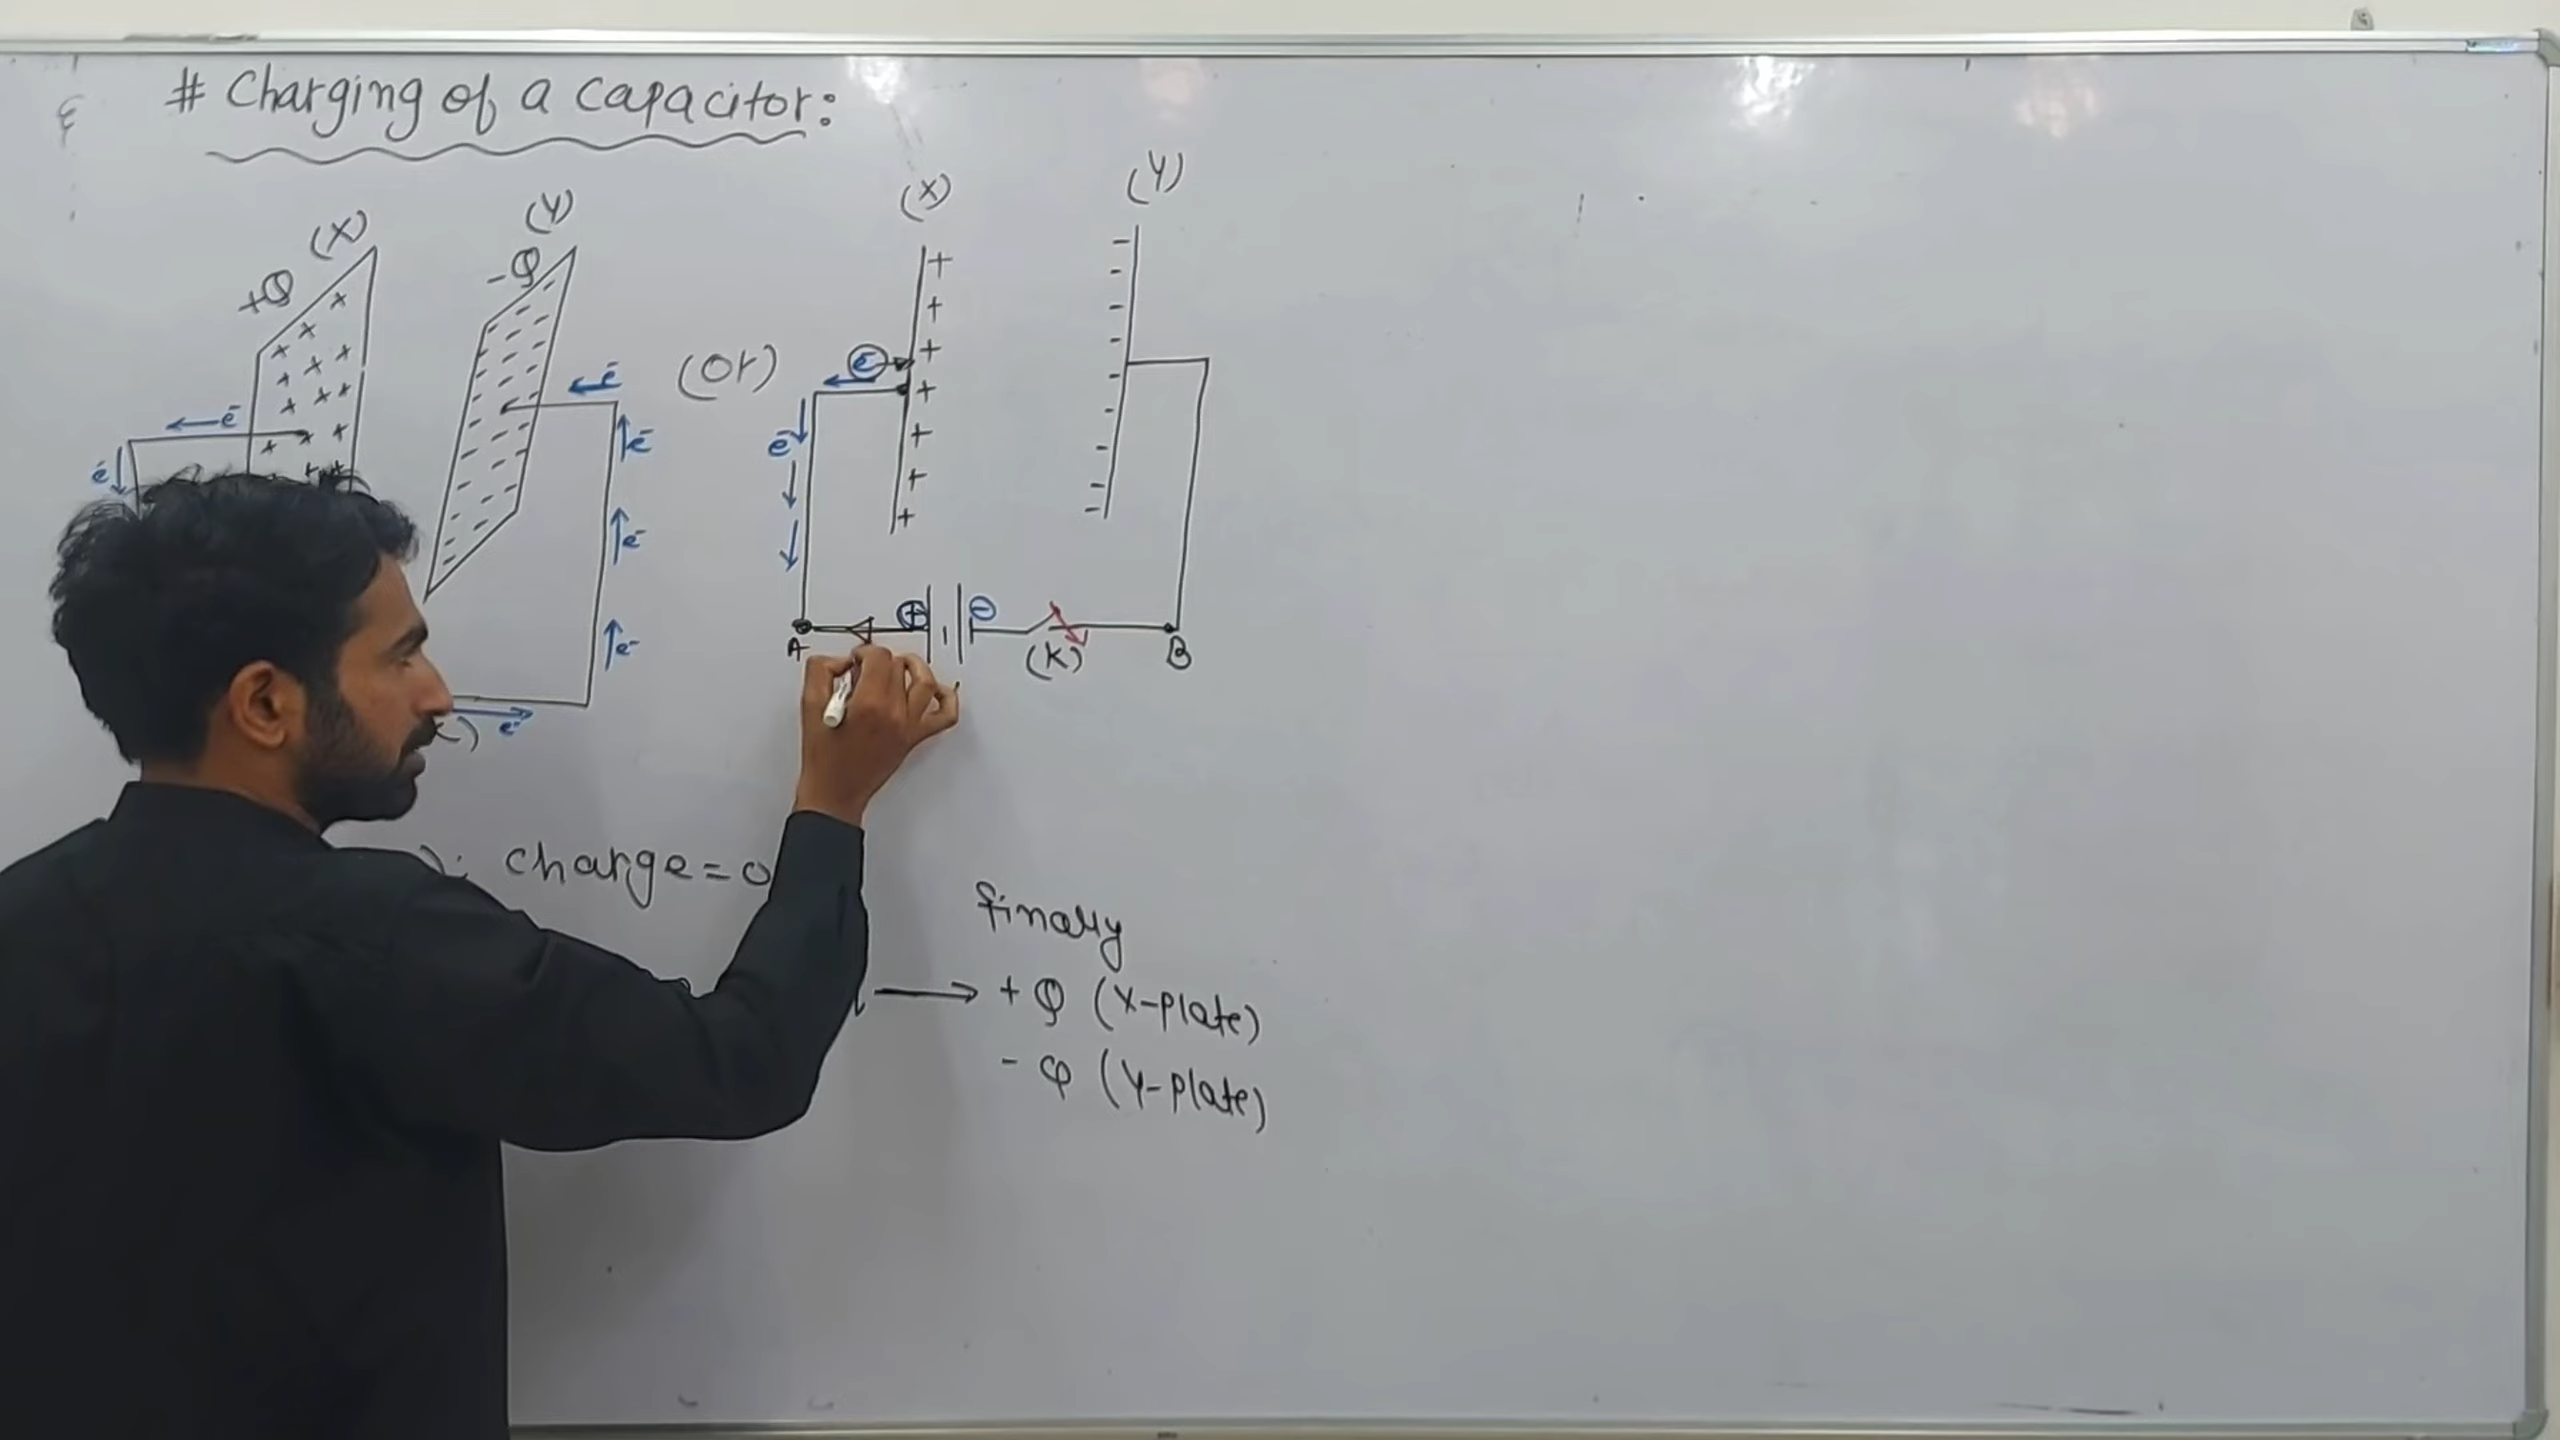 # Charging of a capacitor:
(X)
(Y)
+Q
-Q
e-
e-
e-
e-
e-
e-
e-
(or)
(X)
(Y)
e-
e-
+
-
A
(K)
B
charge=0
finally
+ Q (X-plate)
- Q (Y-plate)